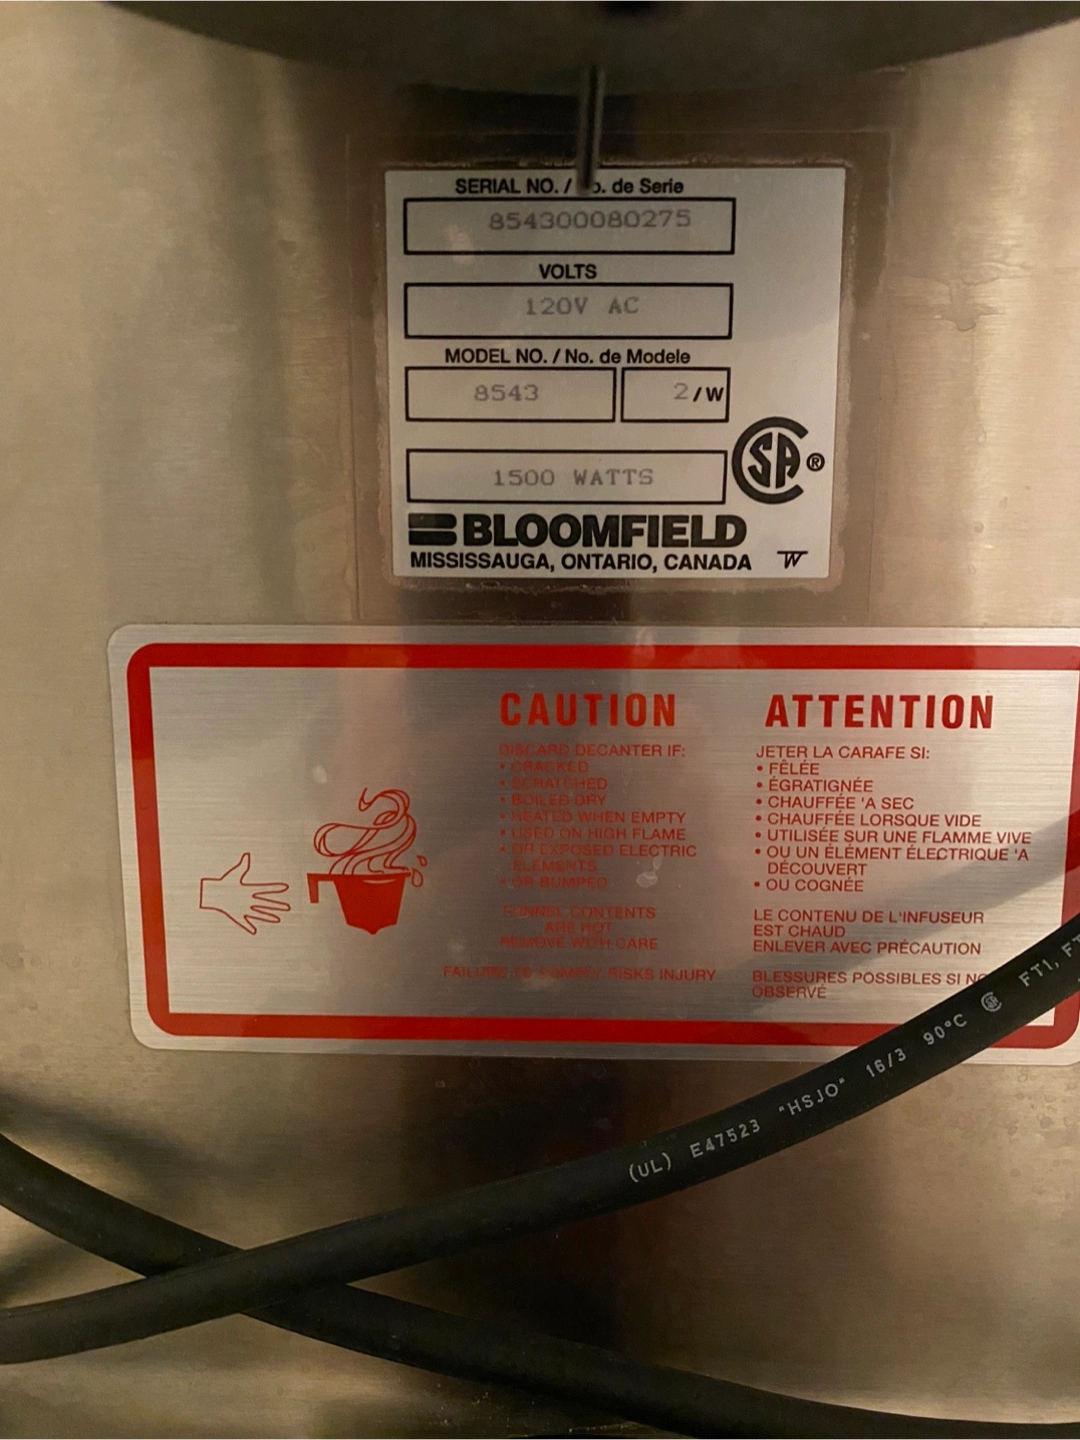 SERIAL NO. / No. de Serie
854300080275
VOLTS
120V AC
MODEL NO. / No. de Modele
8543 2/W
1500 WATTS
CSA®
BLOOMFIELD
MISSISSAUGA, ONTARIO, CANADA
CAUTION
DISCARD DECANTER IF:
• CRACKED
• SCRATCHED
• BOILED DRY
• HEATED WHEN EMPTY
• USED ON HIGH FLAME
• OR EXPOSED ELECTRIC
ELEMENTS
• OR BUMPED
FUNNEL CONTENTS
ARE HOT
REMOVE WITH CARE
FAILURE TO COMPLY RISKS INJURY
ATTENTION
JETER LA CARAFE SI:
• FÊLÉE
• ÉGRATIGNÉE
• CHAUFFÉE 'A SEC
• CHAUFFÉE LORSQUE VIDE
• UTILISÉE SUR UNE FLAMME VIVE
• OU UN ÉLÉMENT ÉLECTRIQUE 'A
DÉCOUVERT
• OU COGNÉE
LE CONTENU DE L'INFUSEUR
EST CHAUD
ENLEVER AVEC PRÉCAUTION
BLESSURES POSSIBLES SI
OBSERVÉ
(UL) E47523 "HSJO" 16/3 90°C CSA FT1,